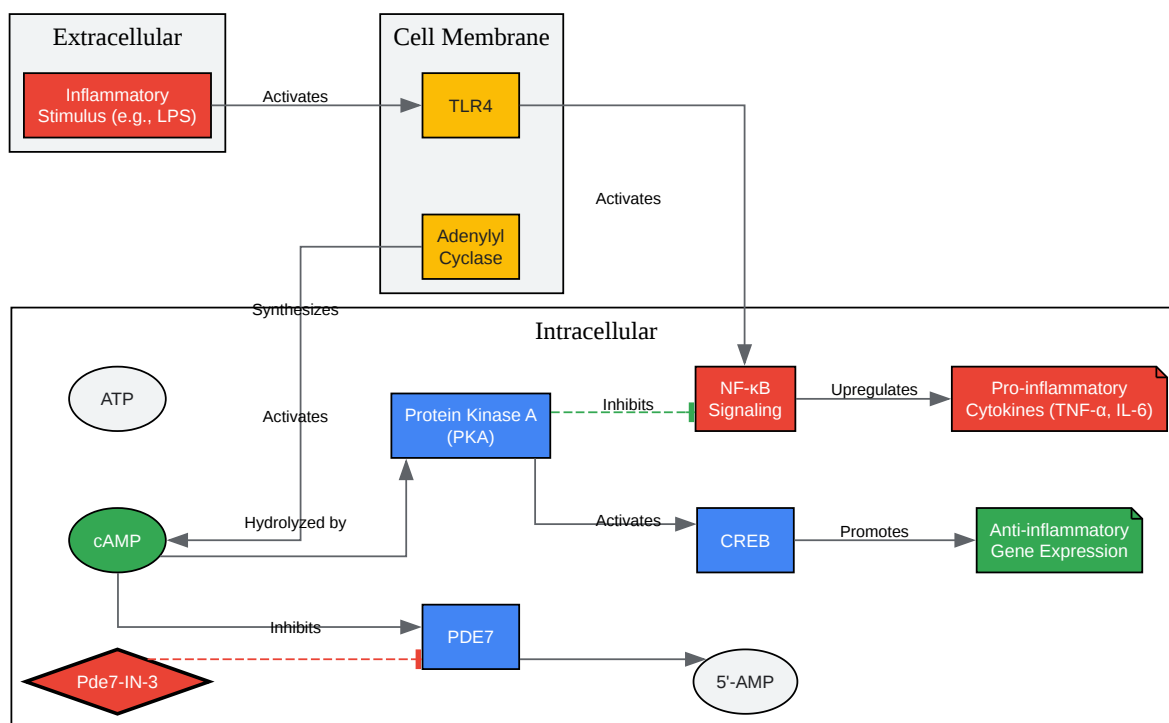 Extracellular
Cell Membrane
Inflammatory
Stimulus (e.g., LPS)
Activates
TLR4
Activates
Adenylyl
Cyclase
Synthesizes
Intracellular
ATP
Activates
Protein Kinase A
(PKA)
Inhibits
NF-κB
Signaling
Upregulates
Pro-inflammatory
Cytokines (TNF-α, IL-6)
cAMP
Hydrolyzed by
Activates
CREB
Promotes
Anti-inflammatory
Gene Expression
Inhibits
PDE7
Pde7-IN-3
5'-AMP